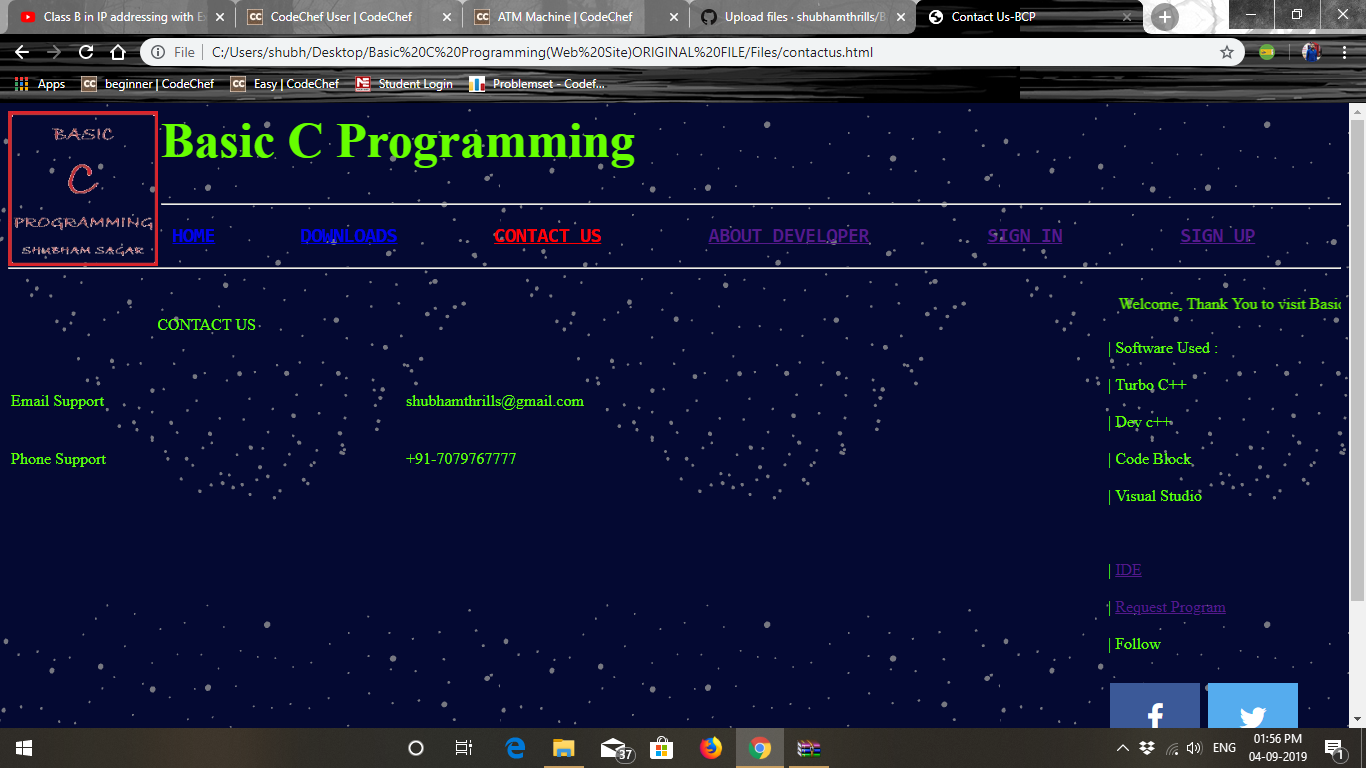 Class B in IP addressing with E
CodeChef User | CodeChef
ATM Machine | CodeChef
Upload files · shubhamthrills/B
Contact Us-BCP
File C:/Users/shubh/Desktop/Basic%20C%20Programming(Web%20Site)ORIGINAL%20FILE/Files/contactus.html
Apps CC beginner | CodeChef CC Easy | CodeChef Student Login Problemset - Codef...
BASIC
C
PROGRAMMING
SHUBHAM SAGAR
Basic C Programming
HOME DOWNLOADS CONTACT US ABOUT DEVELOPER SIGN IN SIGN UP
Welcome, Thank You to visit Basic
CONTACT US
| Software Used :
| Turbo C++
Email Support shubhamthrills@gmail.com
| Dev c++
Phone Support +91-7079767777
| Code Block
| Visual Studio
| IDE
| Request Program
| Follow
37
ENG
01:56 PM
04-09-2019
1